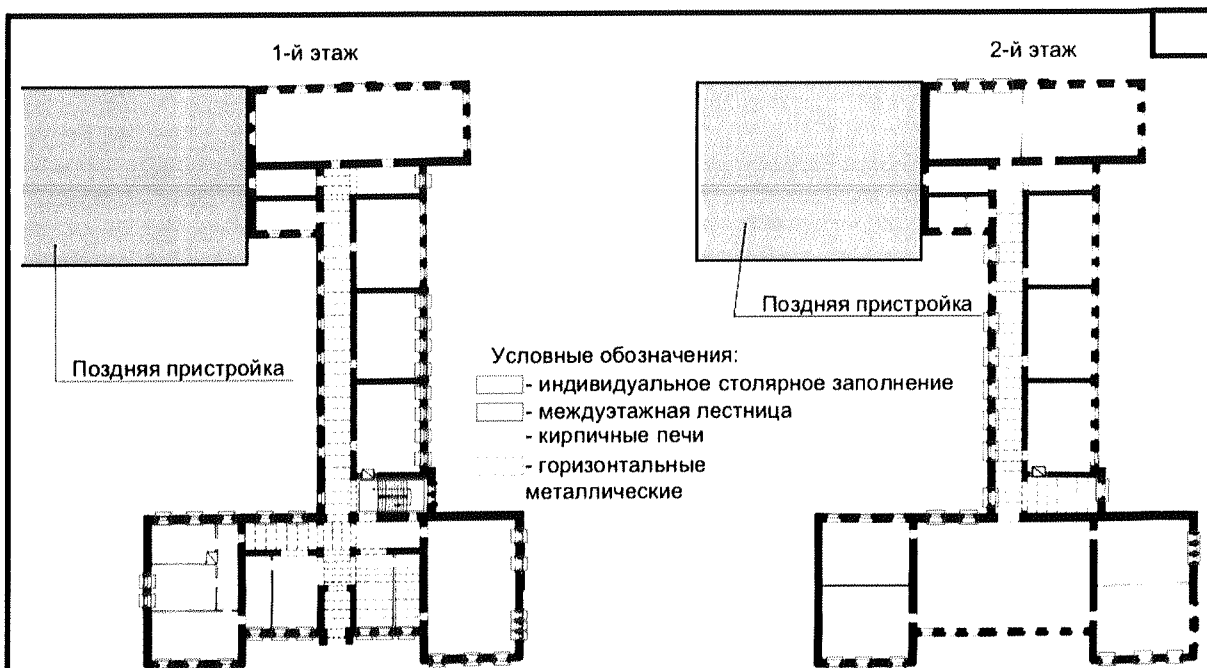 1-й этаж
2-й этаж
Поздняя пристройка
Поздняя пристройка
Условные обозначения:
- индивидуальное столярное заполнение
- междуэтажная лестница
- кирпичные печи
- горизонтальные
металлические